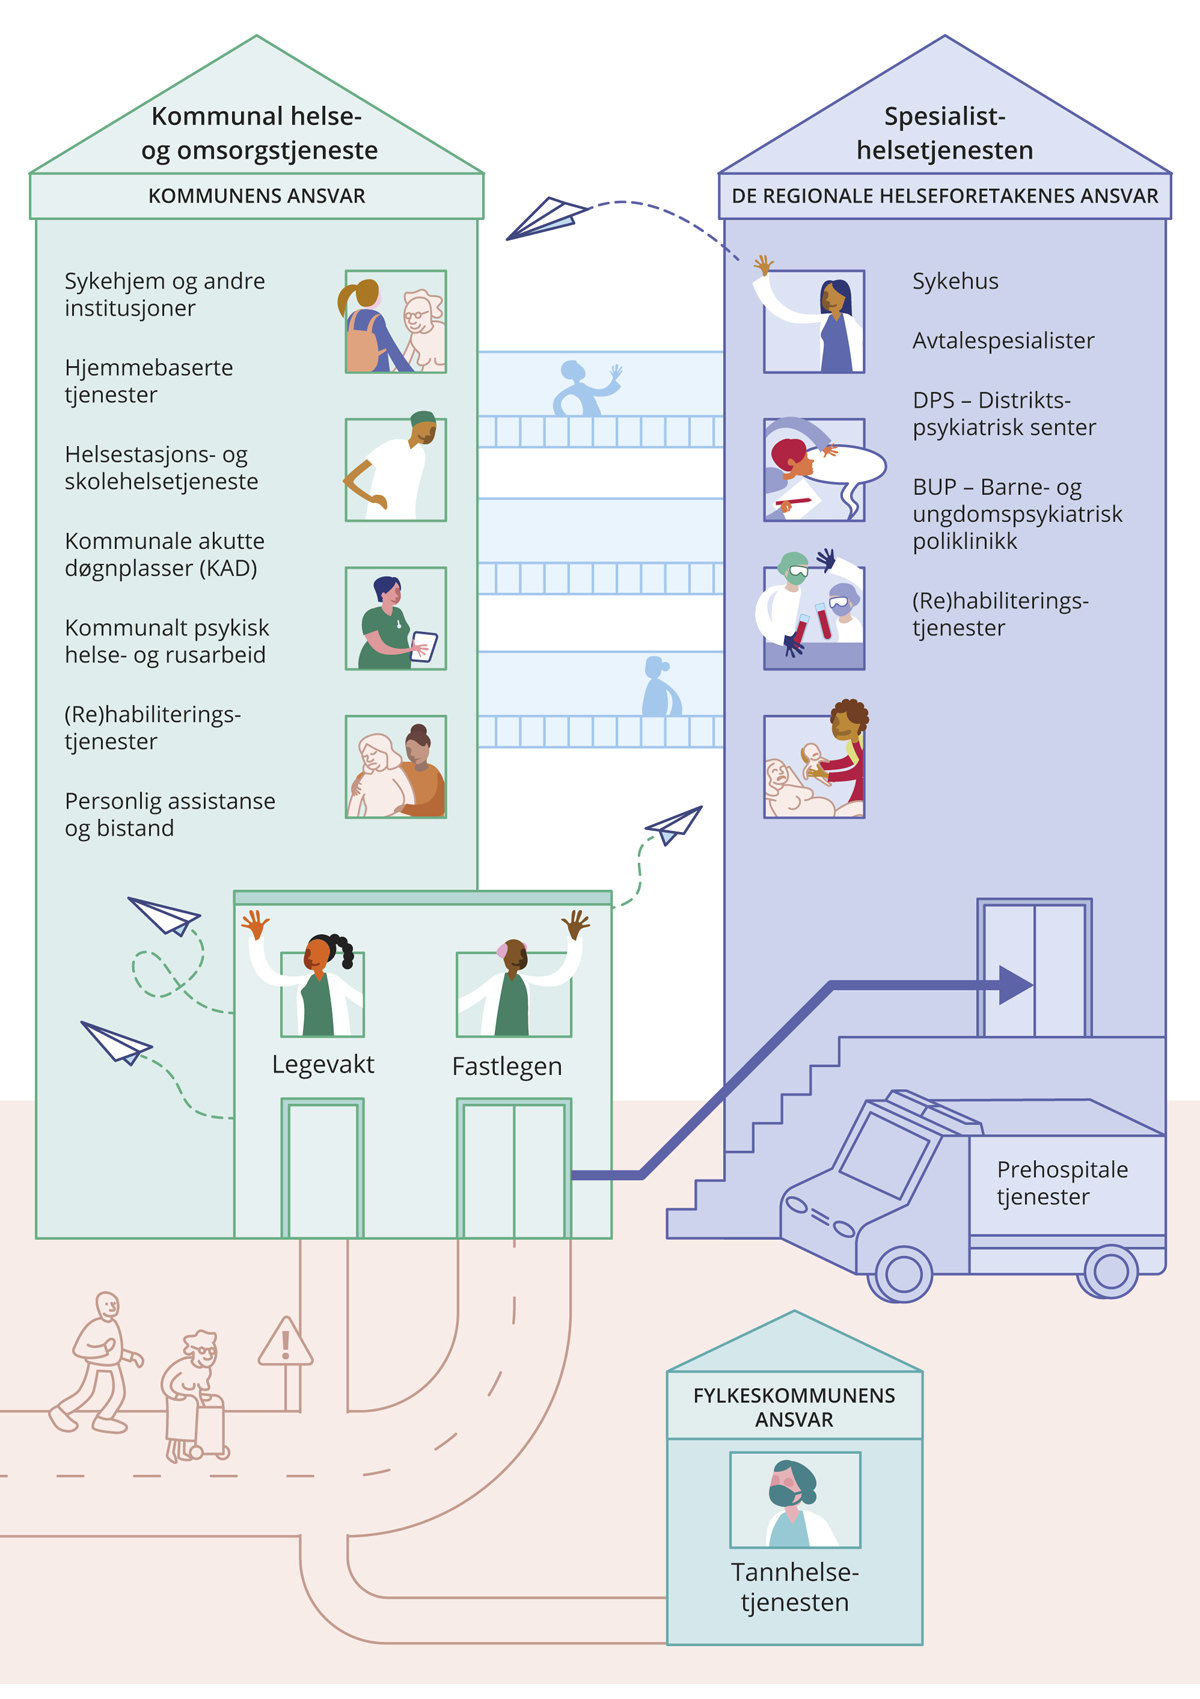 Kommunal helse-
og omsorgstjeneste
KOMMUNENS ANSVAR
Sykehjem og andre
institusjoner
Hjemmebaserte
tjenester
Helsestasjons- og
skolehelsetjeneste
Kommunale akutte
døgnplasser (KAD)
Kommunalt psykisk
helse- og rusarbeid
(Re)habiliterings-
tjenester
Personlig assistanse
og bistand
Legevakt
Fastlegen
Spesialist-
helsetjenesten
DE REGIONALE HELSEFORETAKENES ANSVAR
Sykehus
Avtalespesialister
DPS – Distrikts-
psykiatrisk senter
BUP – Barne- og
ungdomspsykiatrisk
poliklinikk
(Re)habiliterings-
tjenester
Prehospitale
tjenester
!
FYLKESKOMMUNENS
ANSVAR
Tannhelse-
tjenesten